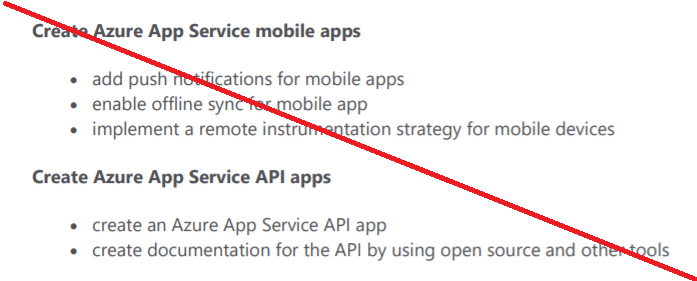 Create Azure App Service mobile apps
• add push notifications for mobile apps
• enable offline sync for mobile app
• implement a remote instrumentation strategy for mobile devices
Create Azure App Service API apps
• create an Azure App Service API app
• create documentation for the API by using open source and other tools